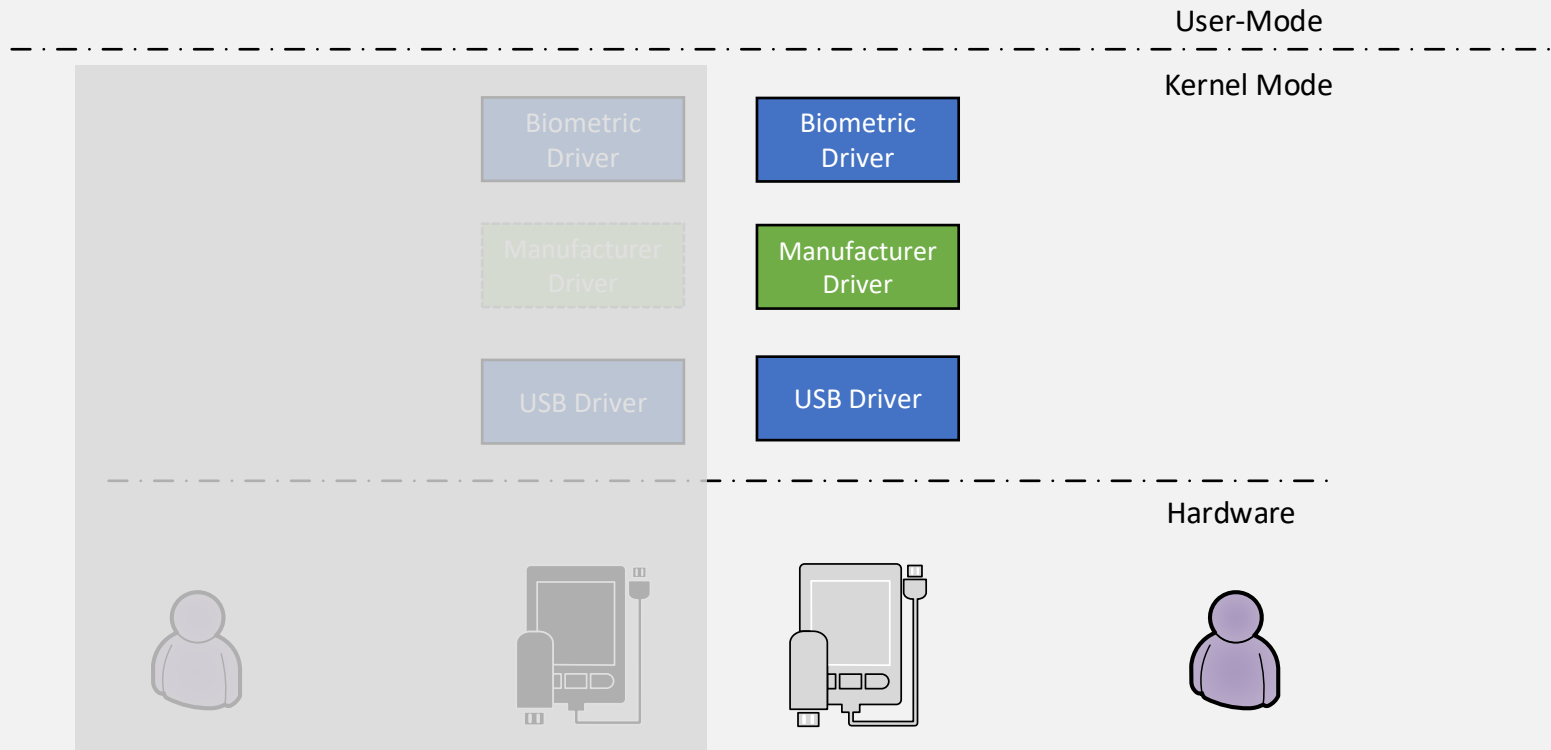 User-Mode
Kernel Mode
Biometric
Driver
Biometric
Driver
Manufacturer
Driver
Manufacturer
Driver
USB Driver
USB Driver
Hardware